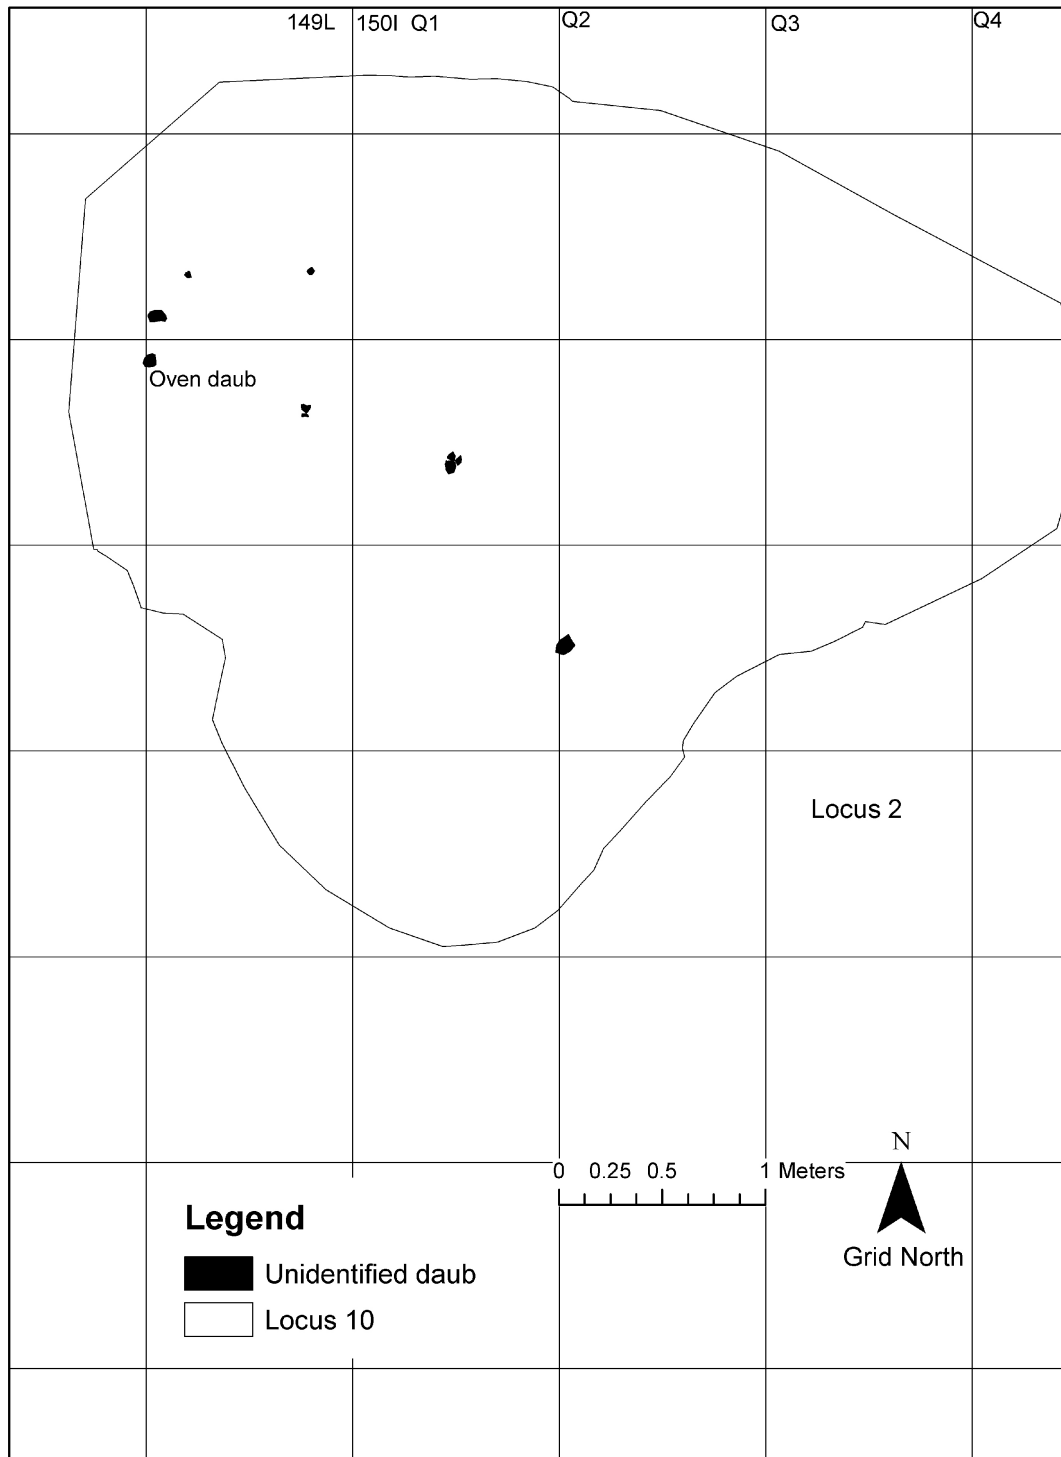 149L 150I Q1 Q2 Q3 Q4
Oven daub
Locus 2
N
0 0.25 0.5 1 Meters
Grid North
Legend
Unidentified daub
Locus 10